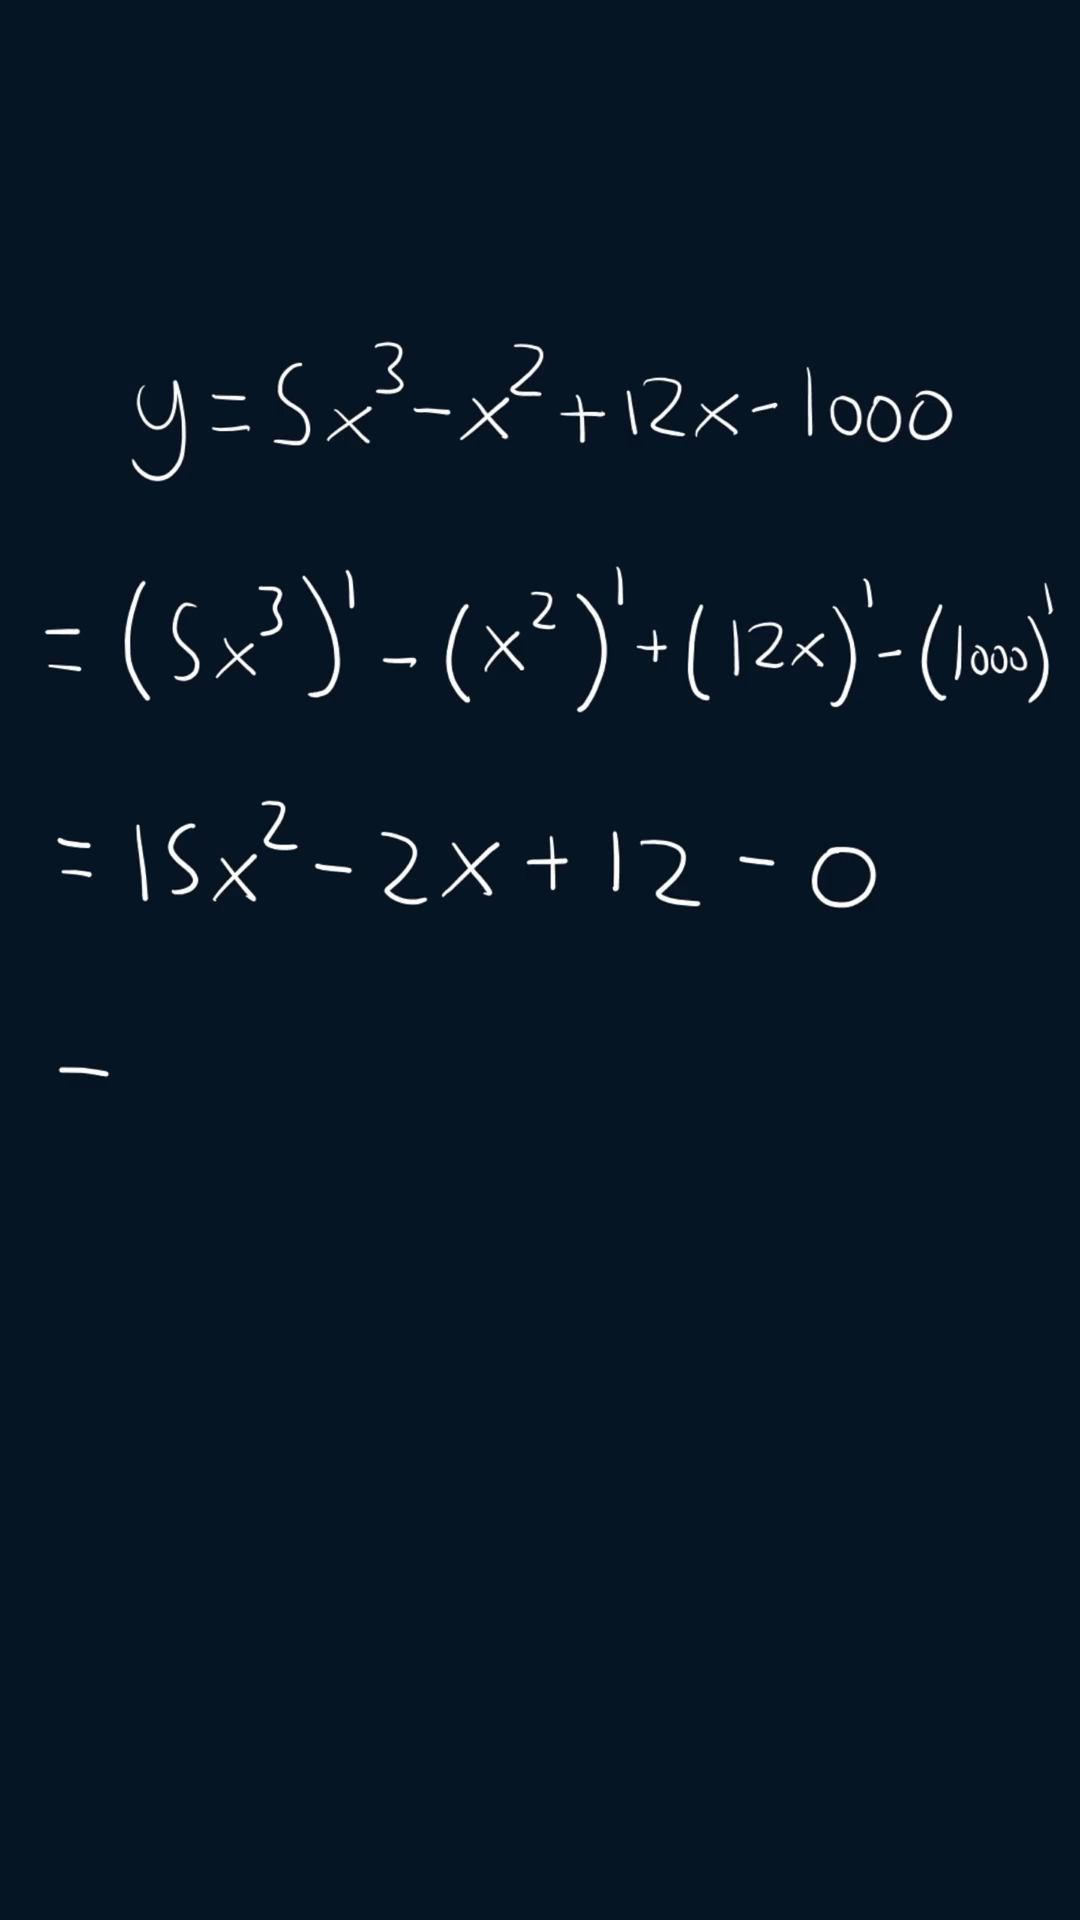 y = 5x³ - x² + 12x - 1000
= (5x³)' - (x²)' + (12x)' - (1000)'
= 15x² - 2x + 12 - 0
-